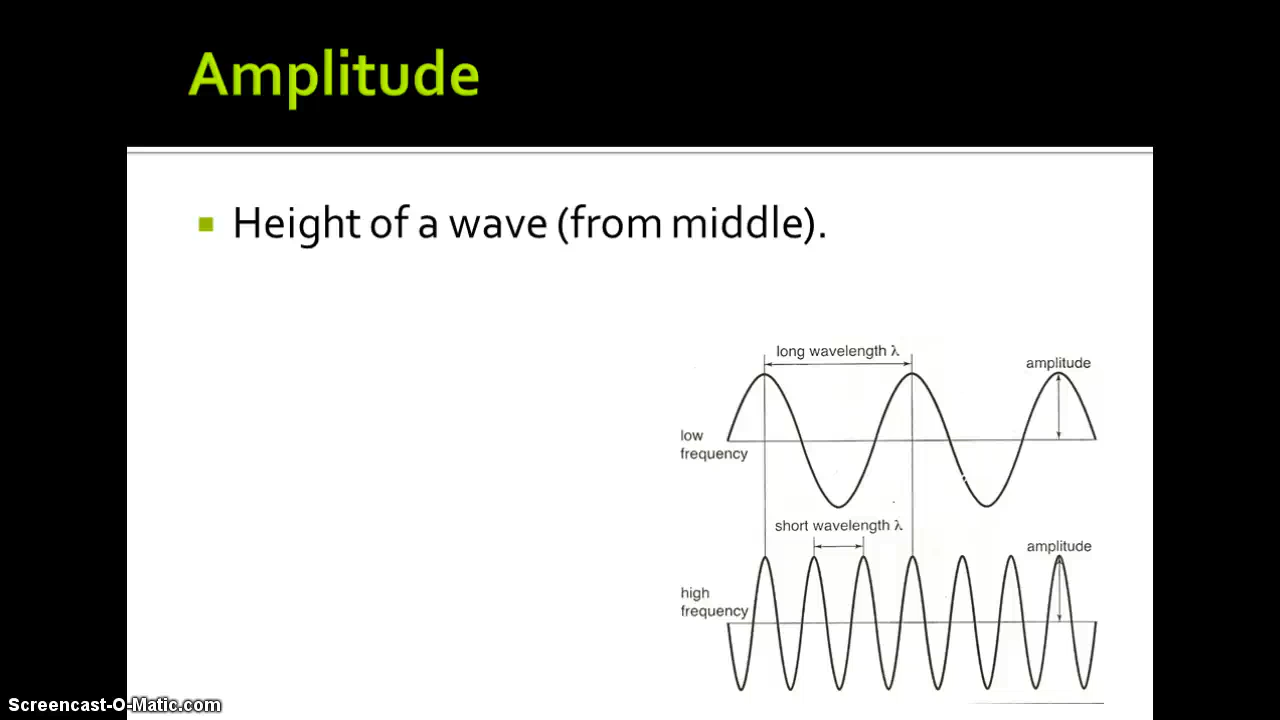 Amplitude
Height of a wave (from middle).
long wavelength λ
amplitude
low
frequency
short wavelength λ
amplitude
high
frequency
Screencast-O-Matic.com